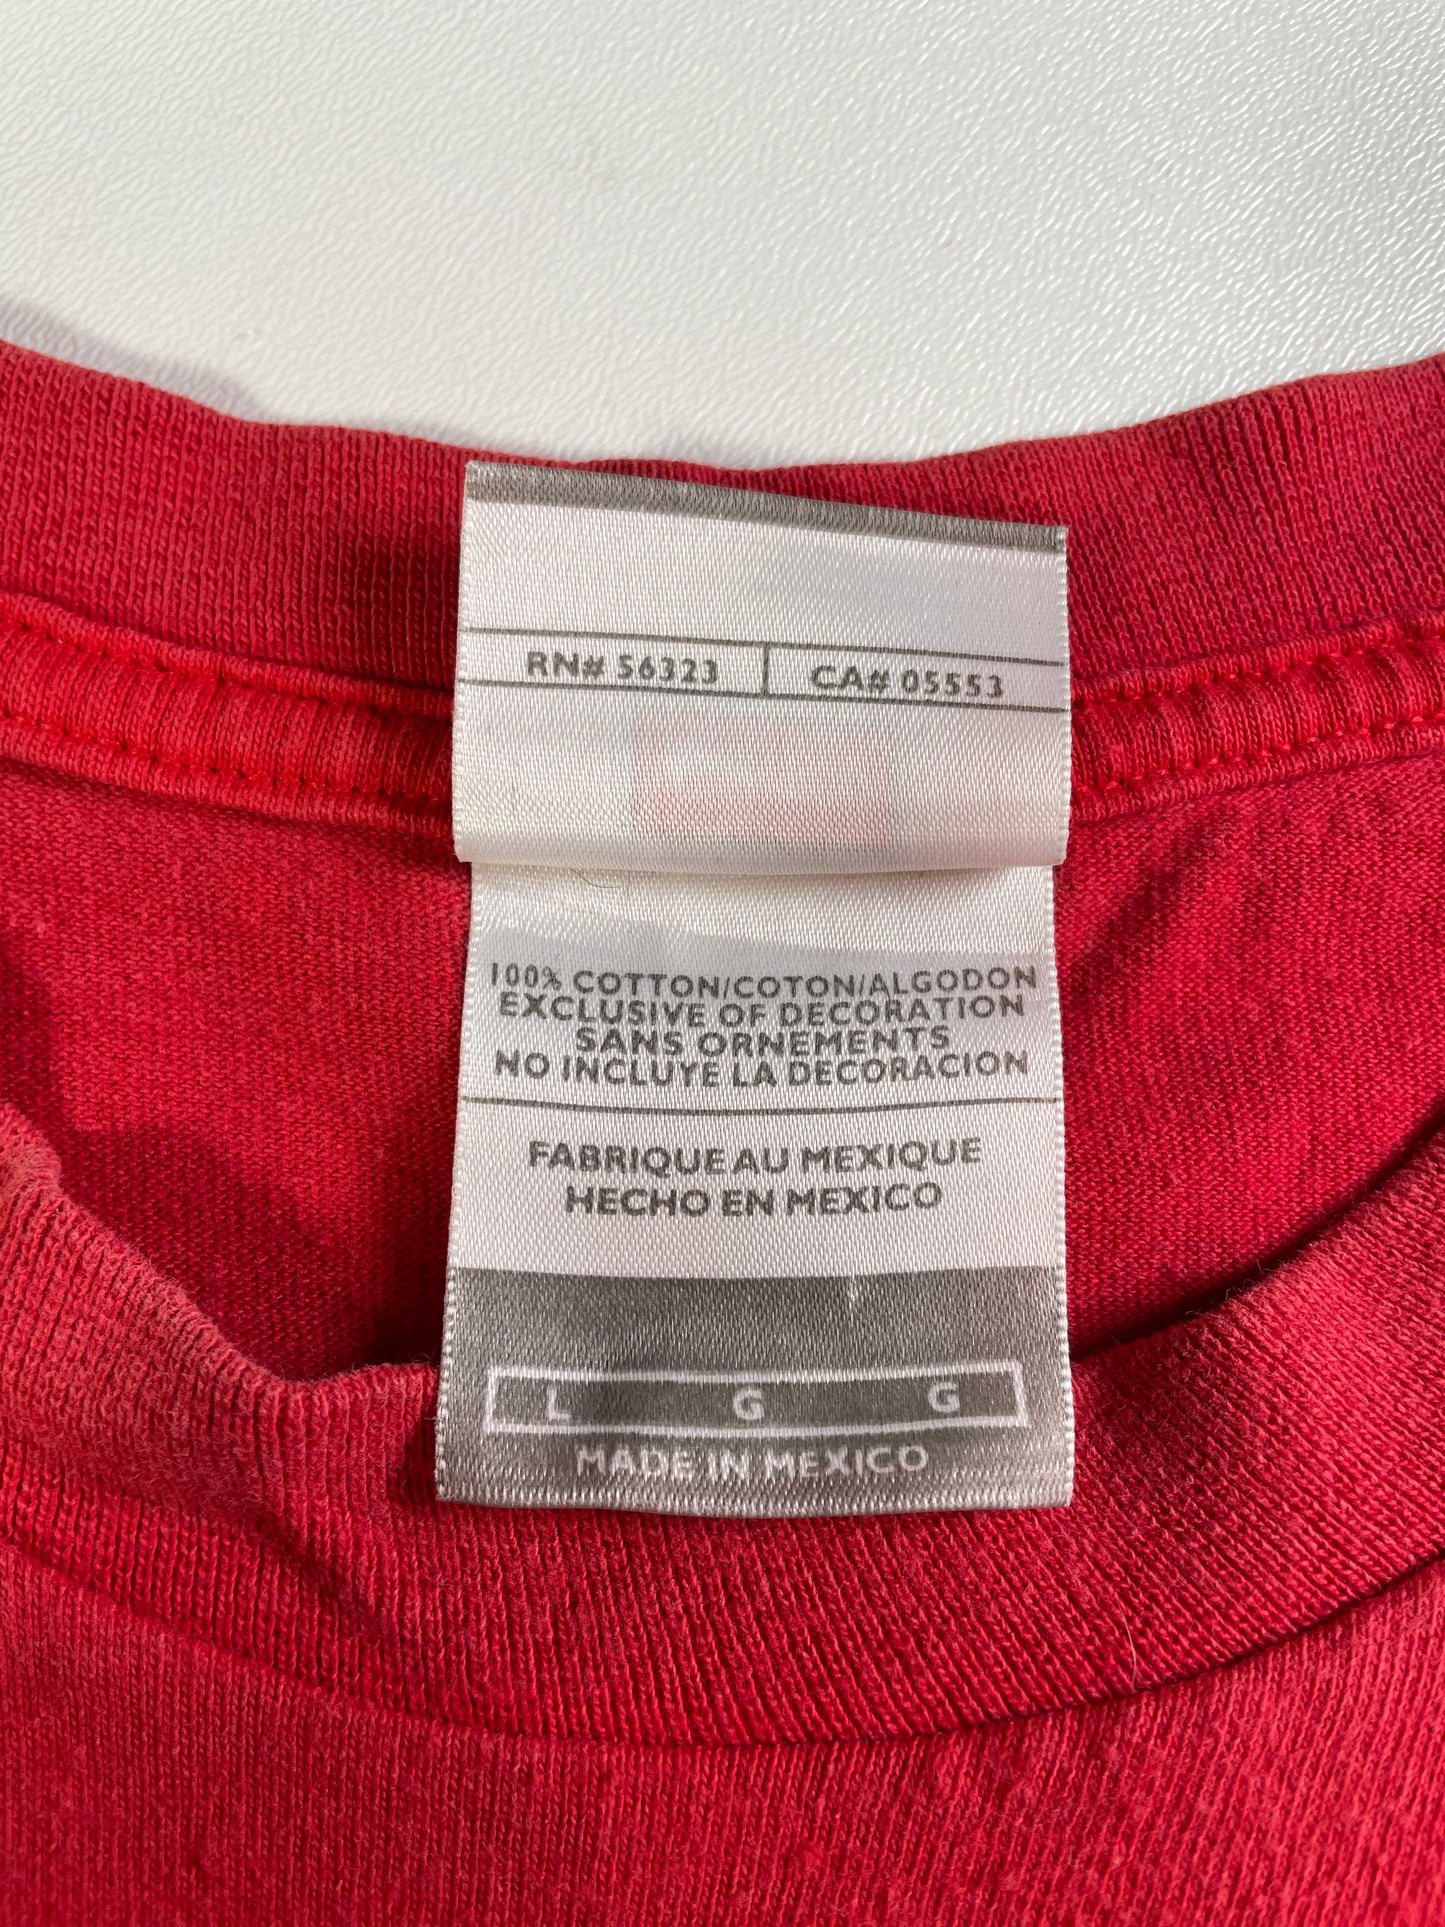 RN# 56323 CA# 05553
100% COTTON/COTON/ALGODON
EXCLUSIVE OF DECORATION
SANS ORNEMENTS
NO INCLUYE LA DECORACION
FABRIQUE AU MEXIQUE
HECHO EN MEXICO
L G G
MADE IN MEXICO